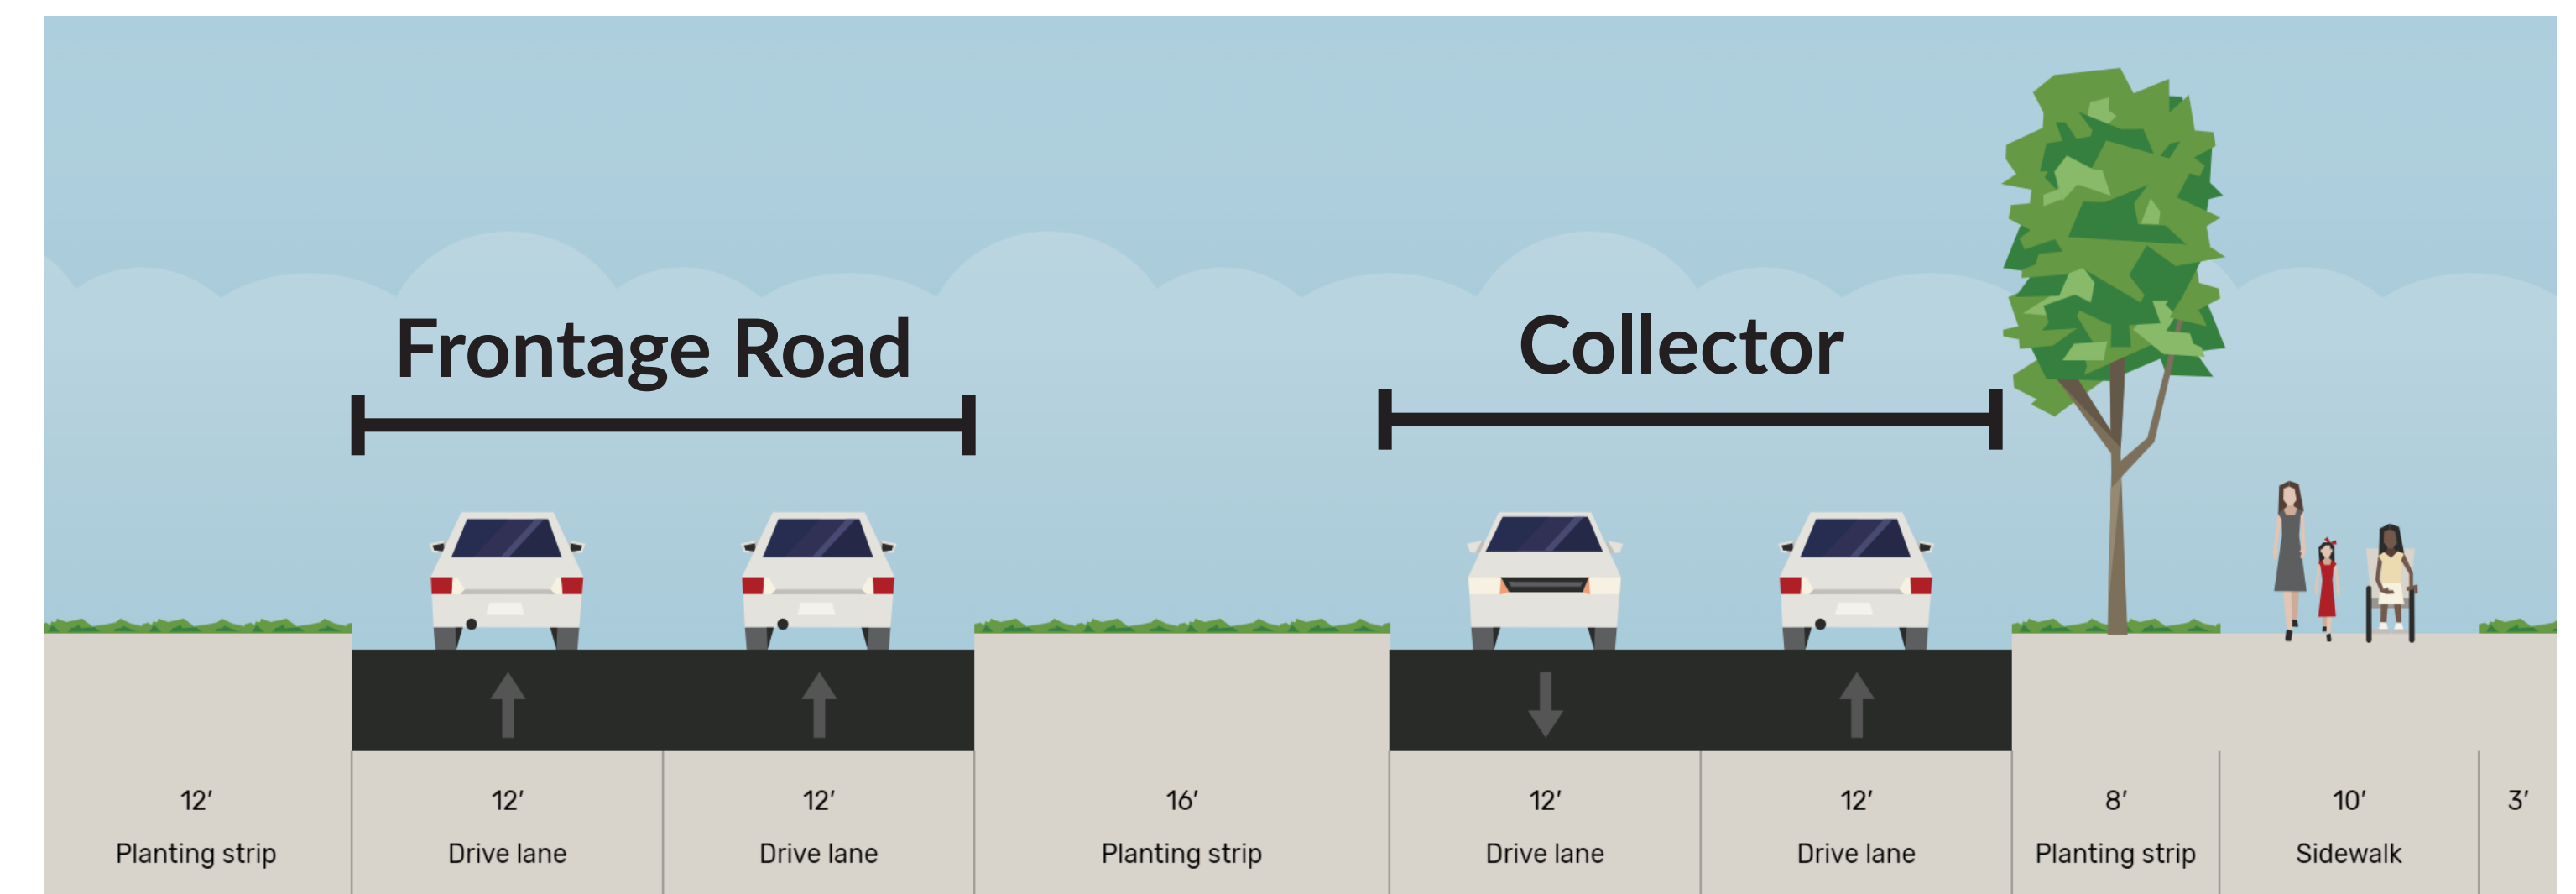 Frontage Road
Collector
12′
12′
12′
16′
12′
12′
8′
10′
3′
Planting strip
Drive lane
Drive lane
Planting strip
Drive lane
Drive lane
Planting strip
Sidewalk